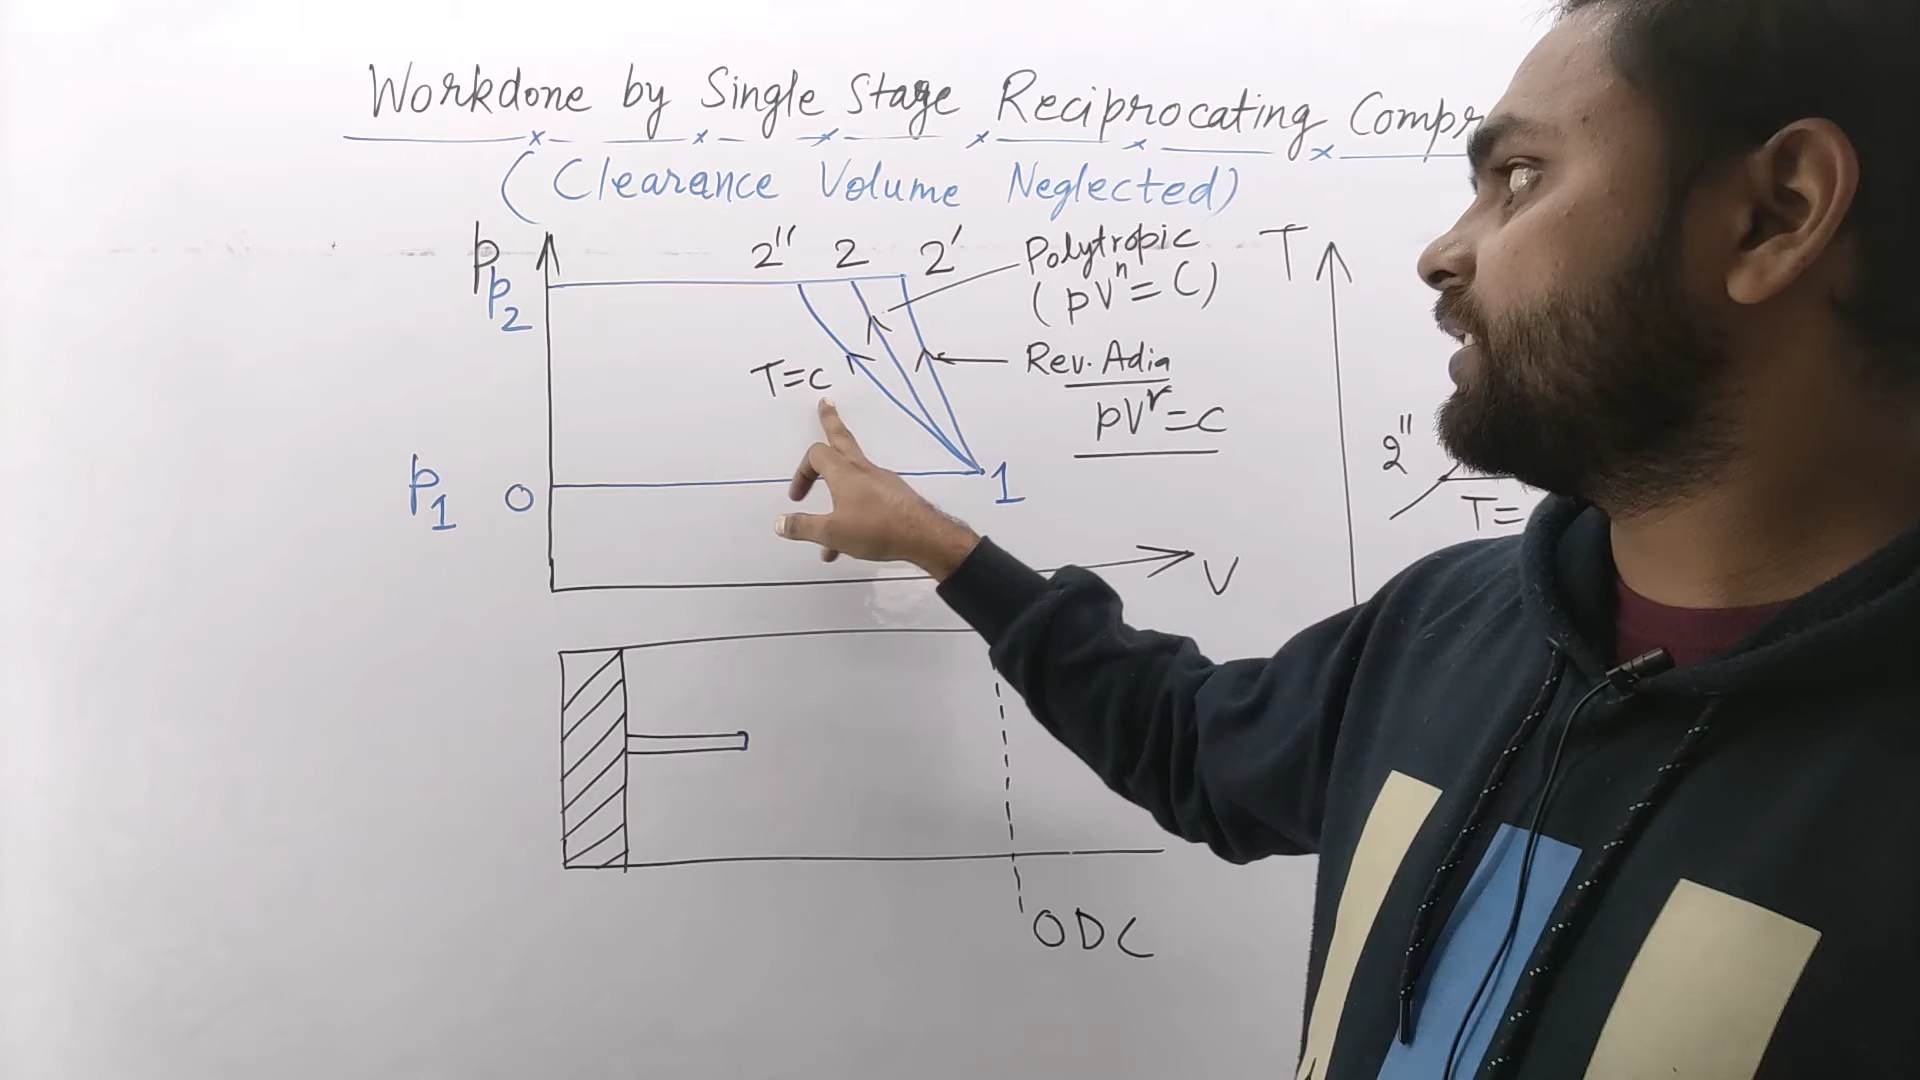 Workdone by Single Stage Reciprocating Compr
(Clearance Volume Neglected)
p
p2
2" 2 2'
Polytropic
(pVⁿ = C)
T=c
Rev. Adia
pVʳ = c
p1
0
1
V
T
2"
T=
ODC